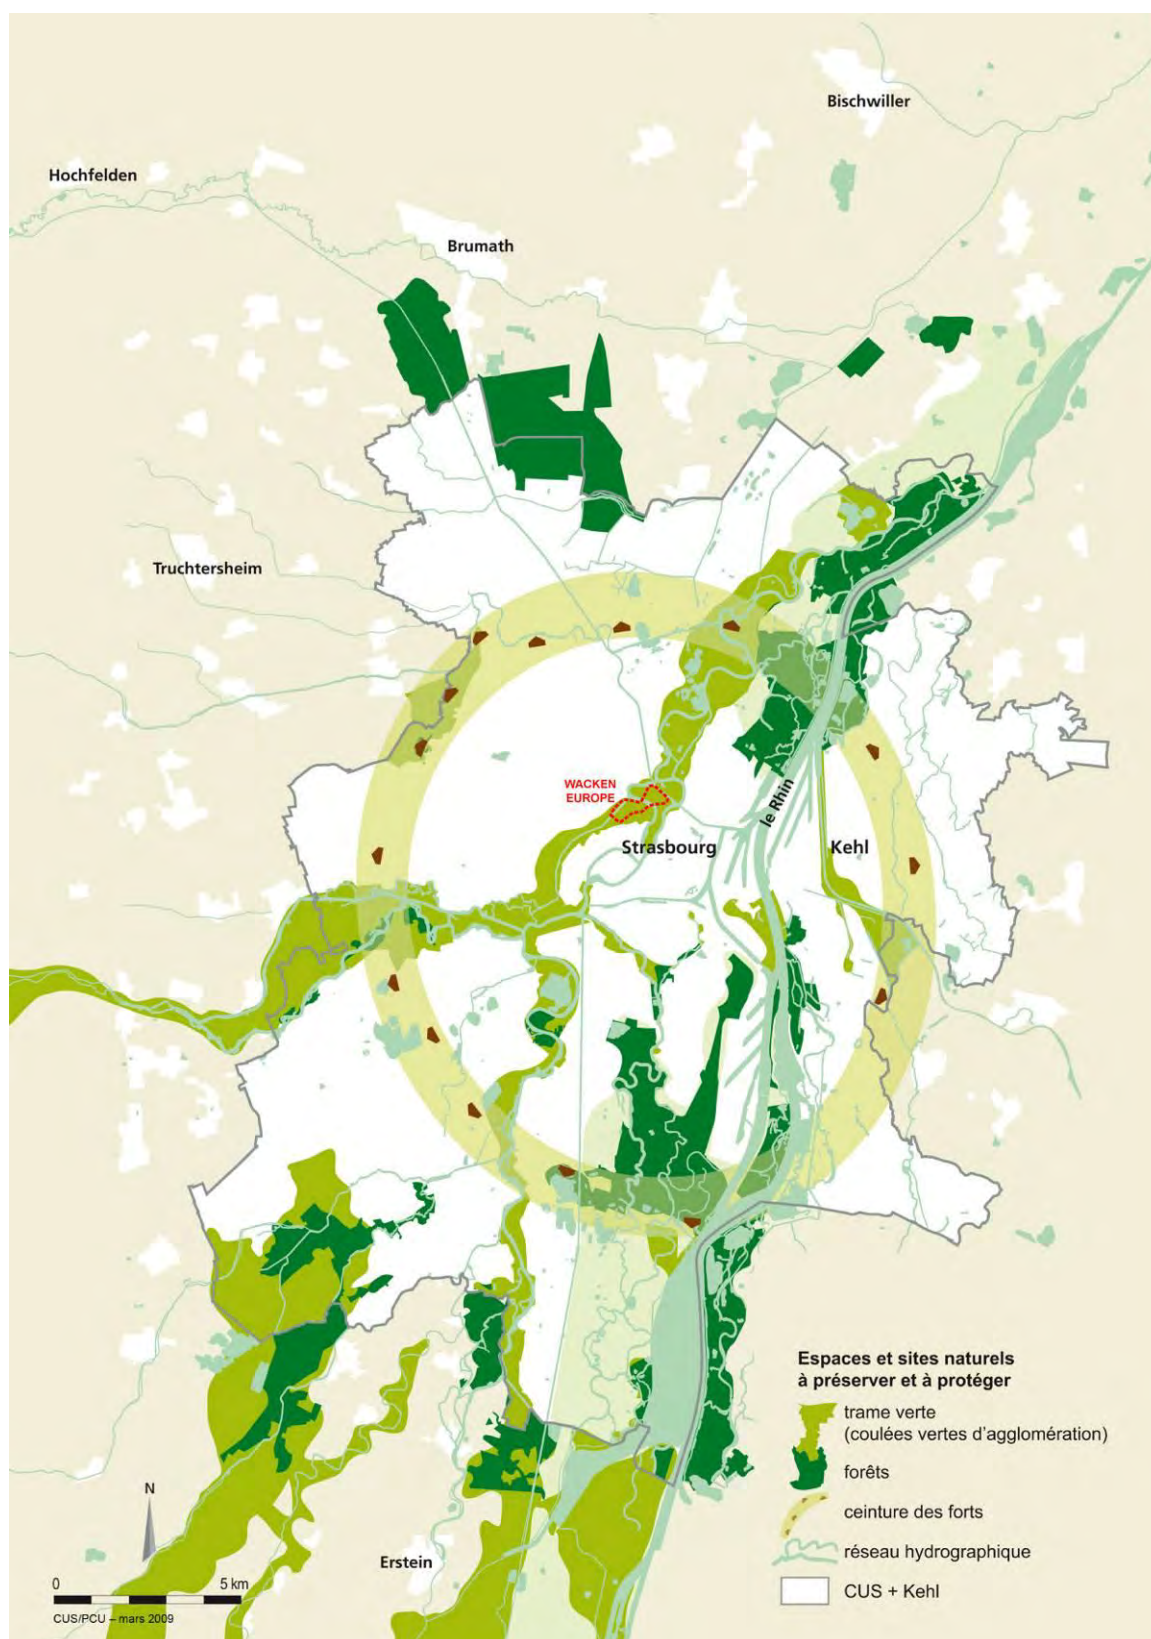 Bischwiller
Hochfelden
Brumath
Truchtersheim
WACKEN
EUROPE
Strasbourg
le Rhin
Kehl
Espaces et sites naturels
à préserver et à protéger
trame verte
(coulées vertes d'agglomération)
forêts
ceinture des forts
réseau hydrographique
CUS + Kehl
N
Erstein
0 5 km
CUS/PCU – mars 2009